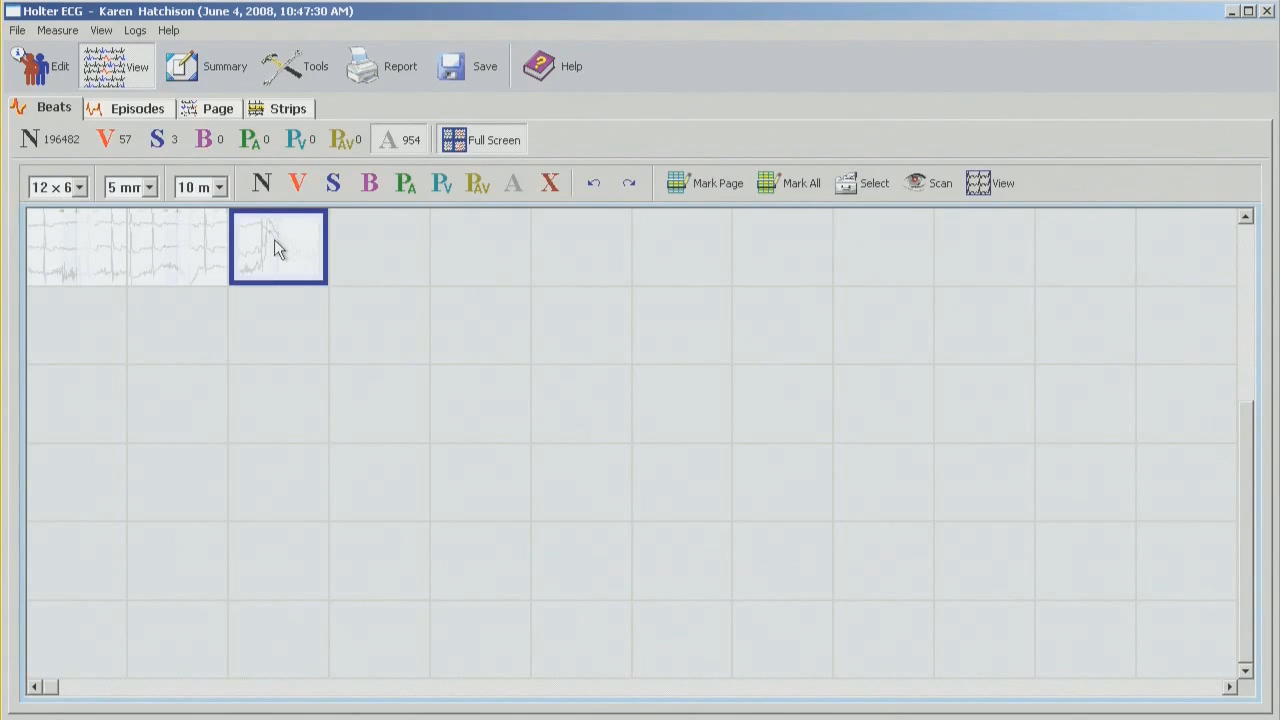 Holter ECG - Karen Hatchison (June 4, 2008, 10:47:30 AM)
File Measure View Logs Help
Edit View Summary Tools Report Save Help
Beats Episodes Page Strips
N 196482 V 57 S 3 B 0 PA 0 PV 0 PAV 0 A 954 Full Screen
12 x 6 5 mm 10 m N V S B PA PV PAV A X Mark Page Mark All Select Scan View